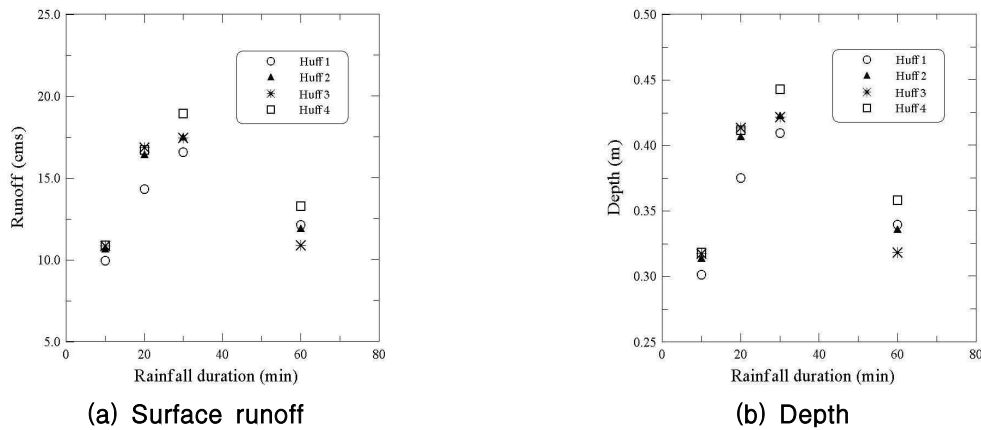 25.0
20.0
15.0
10.0
5.0
Runoff (cms)
Huff 1
Huff 2
Huff 3
Huff 4
0 20 40 60 80
Rainfall duration (min)
(a) Surface runoff
0.50
0.45
0.40
0.35
0.30
0.25
Depth (m)
Huff 1
Huff 2
Huff 3
Huff 4
0 20 40 60 80
Rainfall duration (min)
(b) Depth